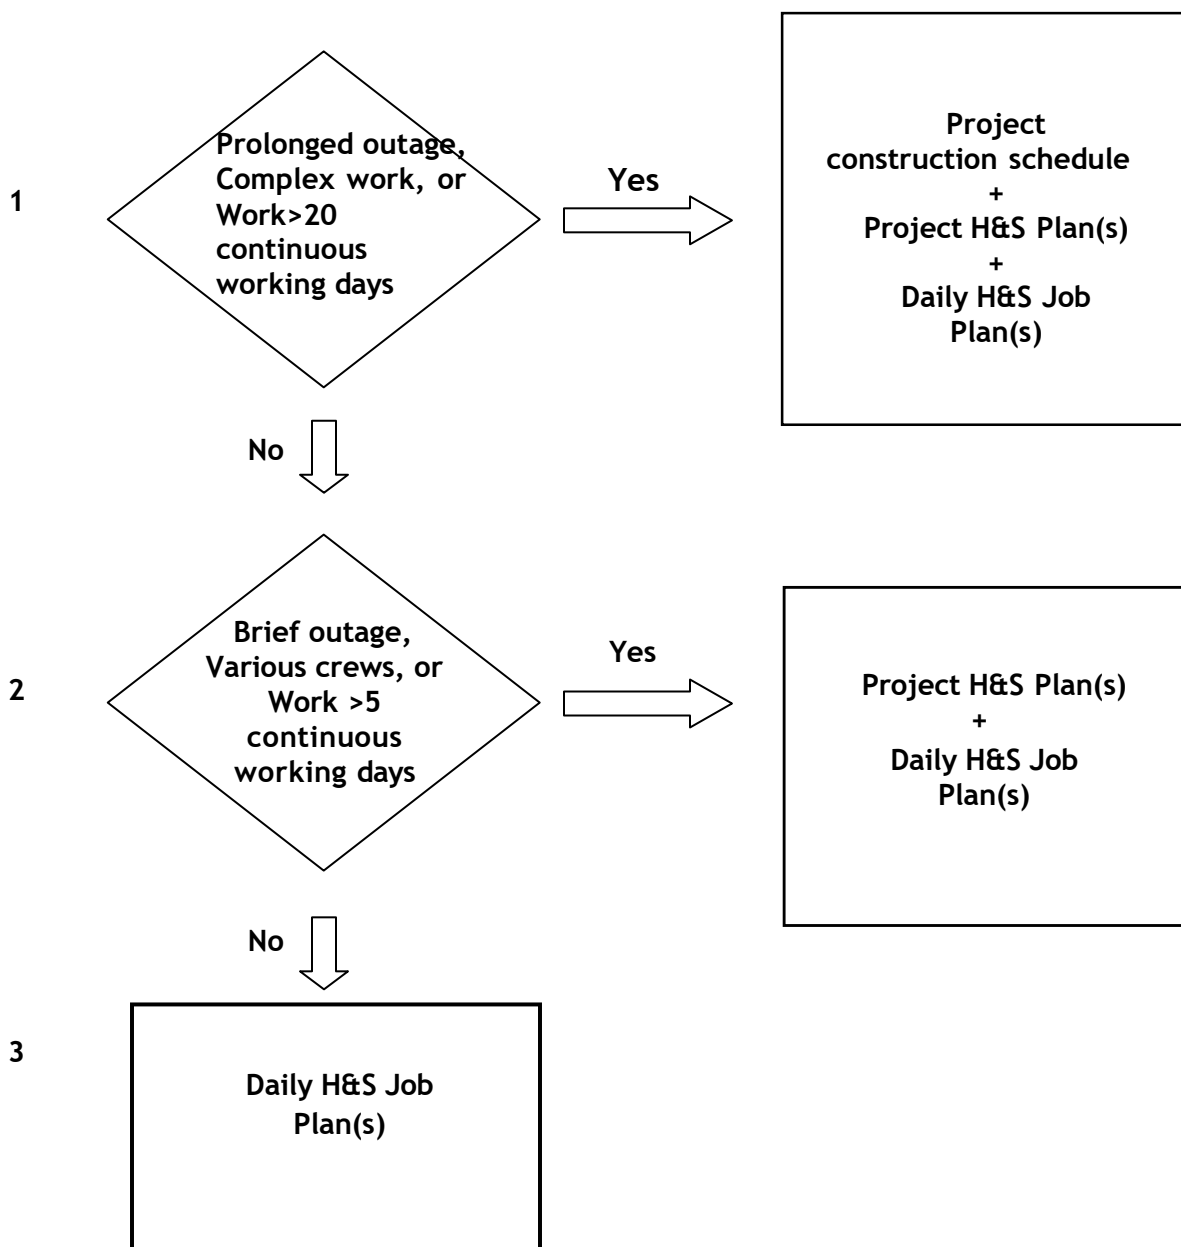 1
Prolonged outage,
Complex work, or
Work>20
continuous
working days
Yes
Project
construction schedule
+
Project H&S Plan(s)
+
Daily H&S Job
Plan(s)
No
2
Brief outage,
Various crews, or
Work >5
continuous
working days
Yes
Project H&S Plan(s)
+
Daily H&S Job
Plan(s)
No
3
Daily H&S Job
Plan(s)